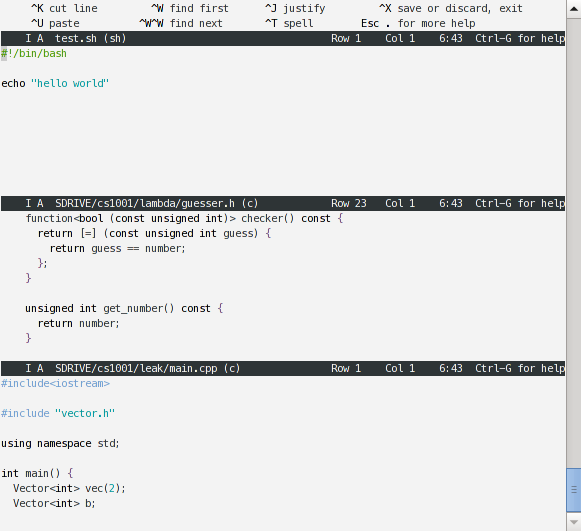 ^K cut line ^W find first ^J justify ^X save or discard, exit
^U paste ^W^W find next ^T spell Esc . for more help
I A test.sh (sh) Row 1 Col 1 6:43 Ctrl-G for help
#!/bin/bash
echo "hello world"
I A SDRIVE/cs1001/lambda/guesser.h (c) Row 23 Col 1 6:43 Ctrl-G for help
function<bool (const unsigned int)> checker() const {
return [=] (const unsigned int guess) {
return guess == number;
};
}
unsigned int get_number() const {
return number;
}
I A SDRIVE/cs1001/leak/main.cpp (c) Row 1 Col 1 6:43 Ctrl-G for help
#include<iostream>
#include "vector.h"
using namespace std;
int main() {
Vector<int> vec(2);
Vector<int> b;